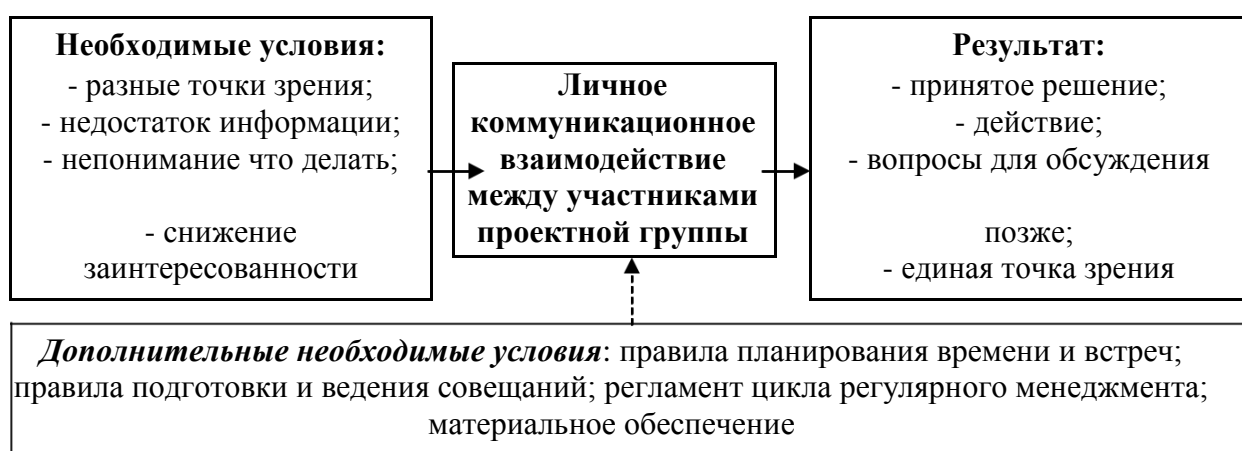 Необходимые условия:
- разные точки зрения;
- недостаток информации;
- непонимание что делать;
- снижение
заинтересованности
Личное
коммуникационное
взаимодействие
между участниками
проектной группы
Результат:
- принятое решение;
- действие;
- вопросы для обсуждения
позже;
- единая точка зрения
Дополнительные необходимые условия: правила планирования времени и встреч;
правила подготовки и ведения совещаний; регламент цикла регулярного менеджмента;
материальное обеспечение